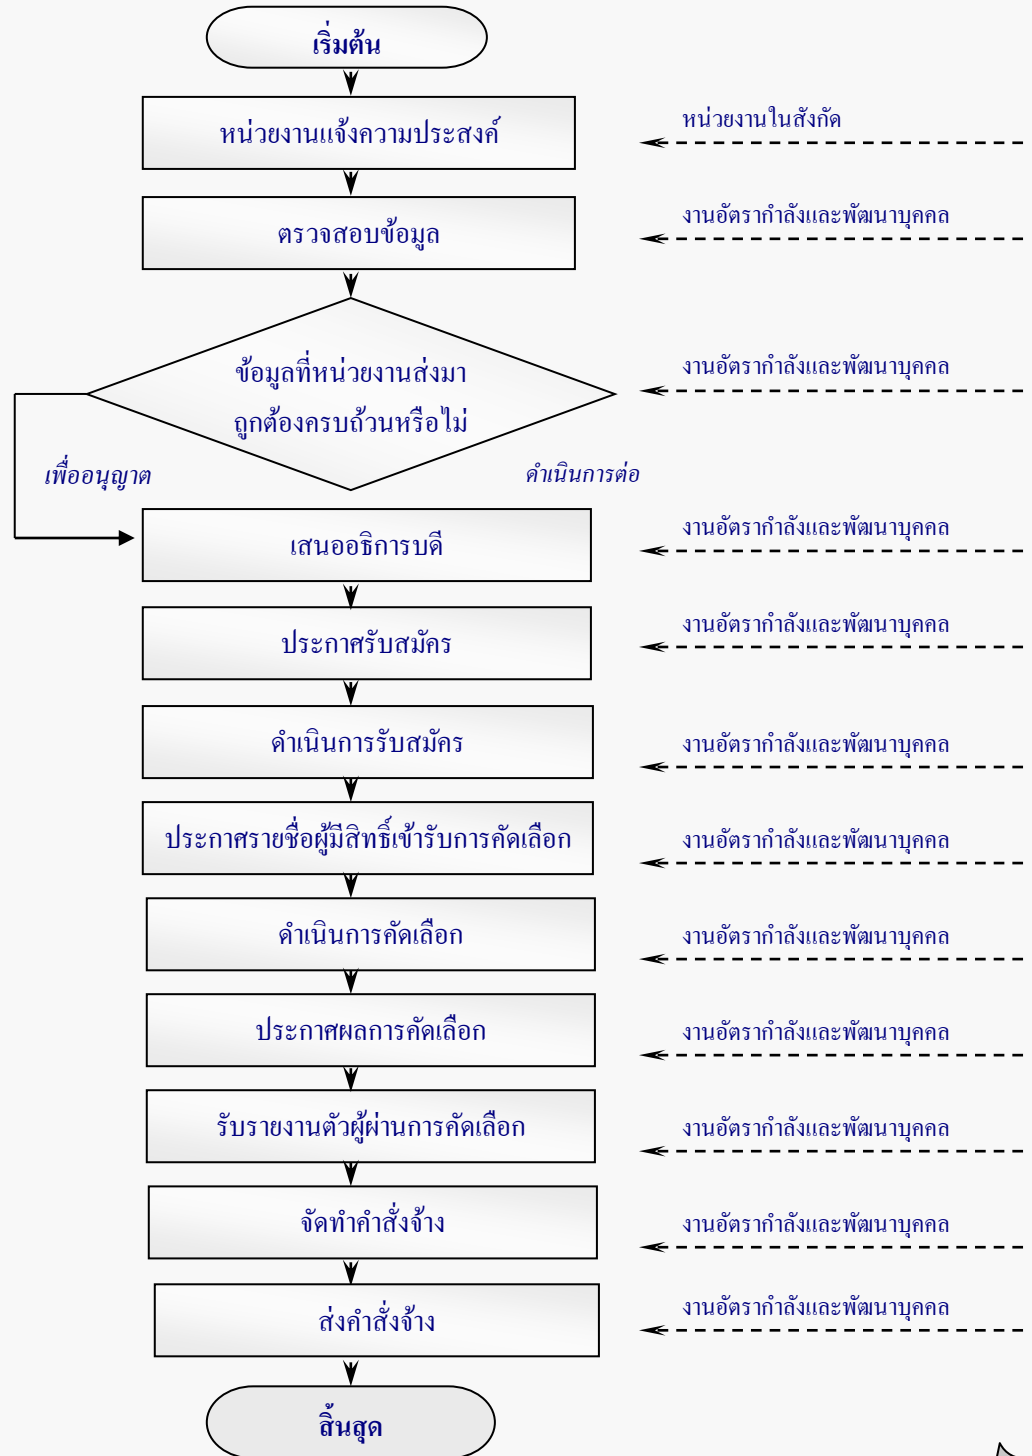 เริ่มต้น
หน่วยงานแจ้งความประสงค์
หน่วยงานในสังกัด
ตรวจสอบข้อมูล
งานอัตรากำลังและพัฒนาบุคคล
ข้อมูลที่หน่วยงานส่งมา
ถูกต้องครบถ้วนหรือไม่
งานอัตรากำลังและพัฒนาบุคคล
เพื่ออนุญาต
ดำเนินการต่อ
เสนออธิการบดี
งานอัตรากำลังและพัฒนาบุคคล
ประกาศรับสมัคร
งานอัตรากำลังและพัฒนาบุคคล
ดำเนินการรับสมัคร
งานอัตรากำลังและพัฒนาบุคคล
ประกาศรายชื่อผู้มีสิทธิ์เข้ารับการคัดเลือก
งานอัตรากำลังและพัฒนาบุคคล
ดำเนินการคัดเลือก
งานอัตรากำลังและพัฒนาบุคคล
ประกาศผลการคัดเลือก
งานอัตรากำลังและพัฒนาบุคคล
รับรายงานตัวผู้ผ่านการคัดเลือก
งานอัตรากำลังและพัฒนาบุคคล
จัดทำคำสั่งจ้าง
งานอัตรากำลังและพัฒนาบุคคล
ส่งคำสั่งจ้าง
งานอัตรากำลังและพัฒนาบุคคล
สิ้นสุด